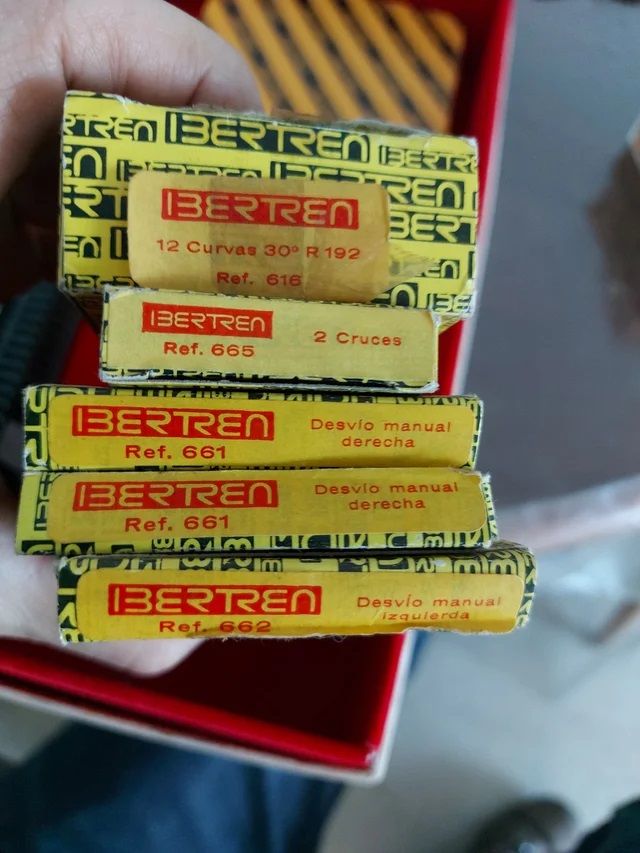 IBERTREN
12 Curvas 30º R 192
Ref. 616
IBERTREN
Ref. 665
2 Cruces
IBERTREN
Ref. 661
Desvío manual
derecha
IBERTREN
Ref. 661
Desvío manual
derecha
IBERTREN
Ref. 662
Desvío manual
izquierda